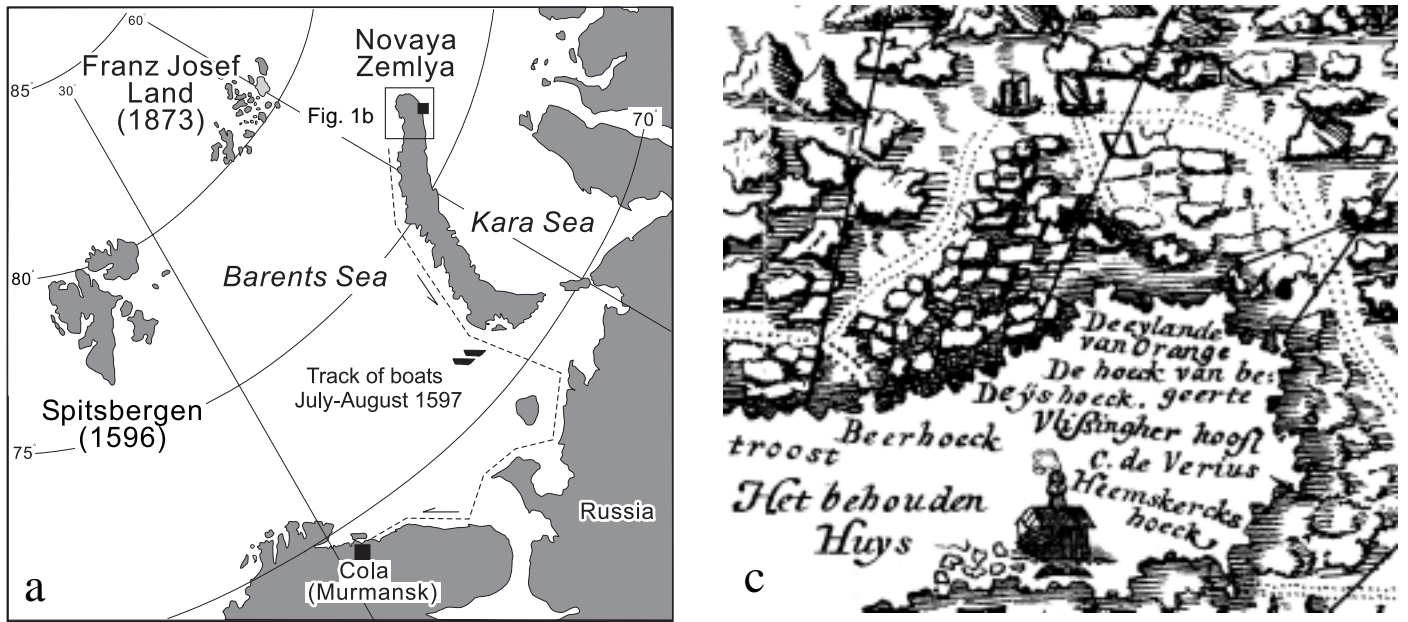 60°
Franz Josef
Land
(1873)
85°
30°
Novaya
Zemlya
Fig. 1b
70°
Kara Sea
Barents Sea
80°
Track of boats
July-August 1597
Spitsbergen
(1596)
75°
Russia
Cola
(Murmansk)
a
De eylande
van Orange
De hoeck van be:
geerte
De ÿs hoeck.
Vlissingher hooft
Beerhoeck
troost
c. de Verius
Heemskercks
hoeck,
Het behouden
Huys
c